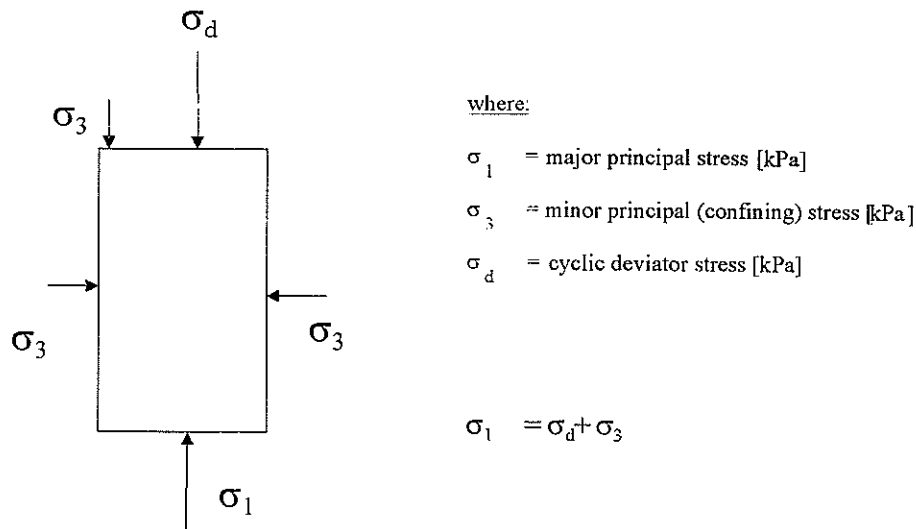 σd
σ3
where:
σ1 = major principal stress [kPa]
σ3 = minor principal (confining) stress [kPa]
σd = cyclic deviator stress [kPa]
σ3
σ3
σ1 = σd+ σ3
σ1